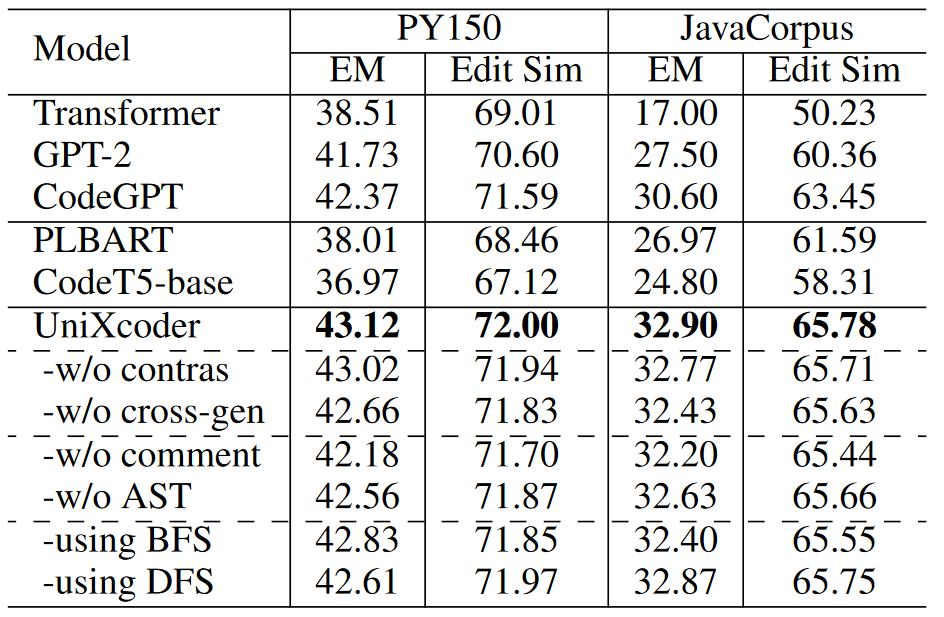 Model PY150 JavaCorpus
EM Edit Sim EM Edit Sim
Transformer 38.51 69.01 17.00 50.23
GPT-2 41.73 70.60 27.50 60.36
CodeGPT 42.37 71.59 30.60 63.45
PLBART 38.01 68.46 26.97 61.59
CodeT5-base 36.97 67.12 24.80 58.31
UniXcoder 43.12 72.00 32.90 65.78
-w/o contras 43.02 71.94 32.77 65.71
-w/o cross-gen 42.66 71.83 32.43 65.63
-w/o comment 42.18 71.70 32.20 65.44
-w/o AST 42.56 71.87 32.63 65.66
-using BFS 42.83 71.85 32.40 65.55
-using DFS 42.61 71.97 32.87 65.75